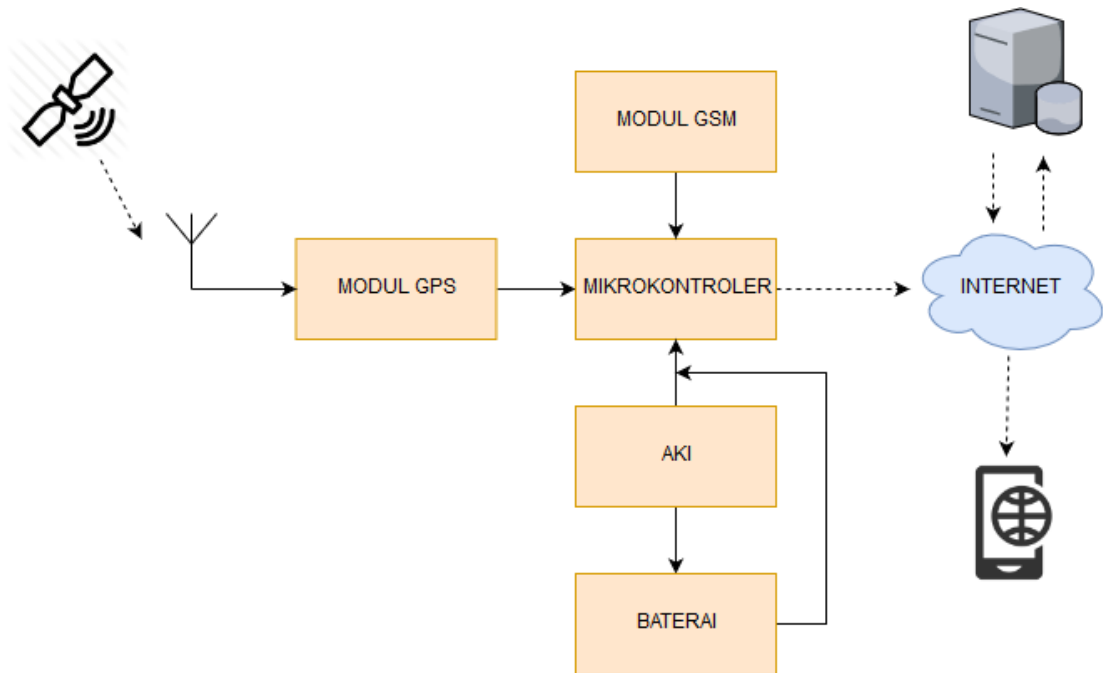 MODUL GSM
MODUL GPS
MIKROKONTROLER
INTERNET
AKI
BATERAI